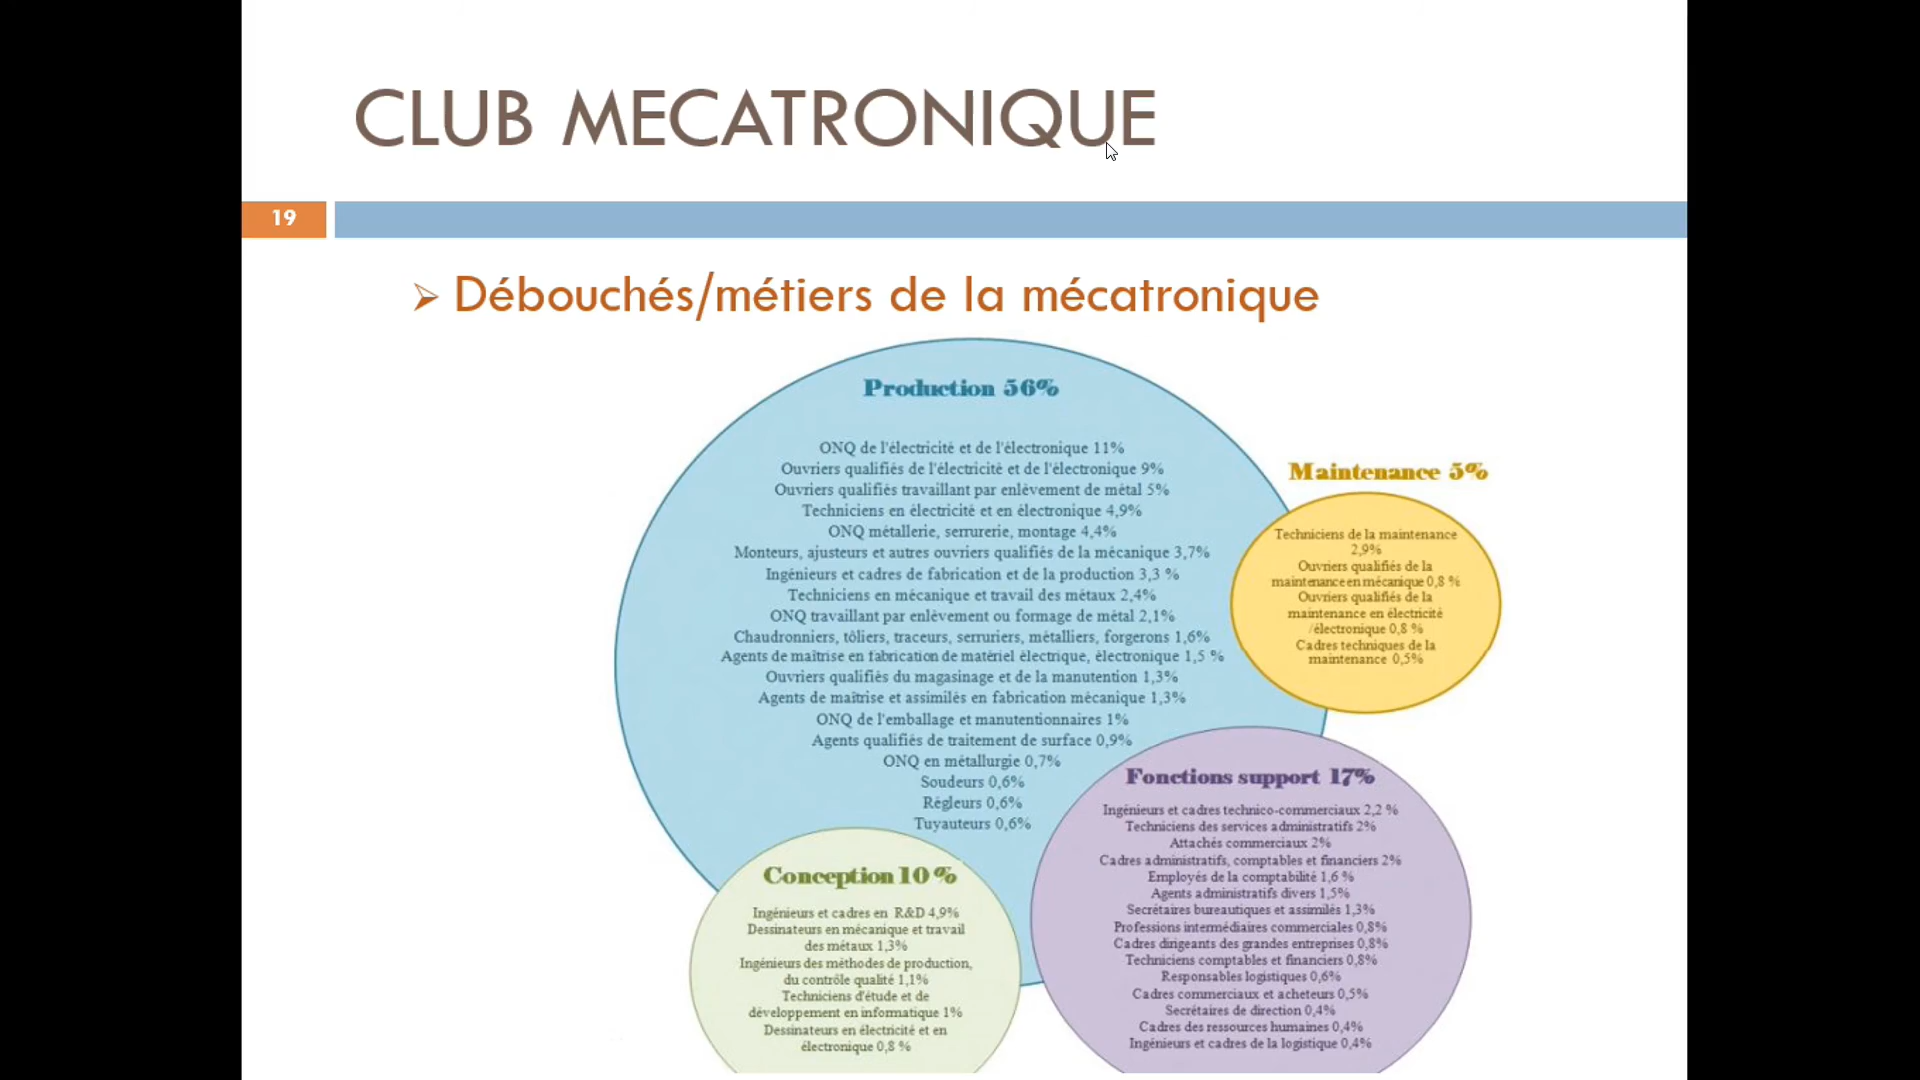 CLUB MECATRONIQUE
19
Débouchés/métiers de la mécatronique
Production 56%
ONQ de l'électricité et de l'électronique 11%
Ouvriers qualifiés de l'électricité et de l'électronique 9%
Ouvriers qualifiés travaillant par enlèvement de métal 5%
Techniciens en électricité et en électronique 4,9%
ONQ métallerie, serrurerie, montage 4,4%
Monteurs, ajusteurs et autres ouvriers qualifiés de la mécanique 3,7%
Ingénieurs et cadres de fabrication et de la production 3,3 %
Techniciens en mécanique et travail des métaux 2,4%
ONQ travaillant par enlèvement ou formage de métal 2,1%
Chaudronniers, tôliers, traceurs, serruriers, métalliers, forgerons 1,6%
Agents de maîtrise en fabrication de matériel électrique, électronique 1,5 %
Ouvriers qualifiés du magasinage et de la manutention 1,3%
Agents de maîtrise et assimilés en fabrication mécanique 1,3%
ONQ de l'emballage et manutentionnaires 1%
Agents qualifiés de traitement de surface 0,9%
ONQ en métallurgie 0,7%
Soudeurs 0,6%
Régleurs 0,6%
Tuyauteurs 0,6%
Maintenance 5%
Techniciens de la maintenance
2,9%
Ouvriers qualifiés de la
maintenance en mécanique 0,8 %
Ouvriers qualifiés de la
maintenance en électricité
/électronique 0,8 %
Cadres techniques de la
maintenance 0,5%
Conception 10 %
Ingénieurs et cadres en R&D 4,9%
Dessinateurs en mécanique et travail
des métaux 1,3%
Ingénieurs des méthodes de production,
du contrôle qualité 1,1%
Techniciens d'étude et de
développement en informatique 1%
Dessinateurs en électricité et en
électronique 0,8 %
Fonctions support 17%
Ingénieurs et cadres technico-commerciaux 2,2 %
Techniciens des services administratifs 2%
Attachés commerciaux 2%
Cadres administratifs, comptables et financiers 2%
Employés de la comptabilité 1,6 %
Agents administratifs divers 1,5%
Secrétaires bureautiques et assimilés 1,3%
Professions intermédiaires commerciales 0,8%
Cadres dirigeants des grandes entreprises 0,8%
Techniciens comptables et financiers 0,8%
Responsables logistiques 0,6%
Cadres commerciaux et acheteurs 0,5%
Secrétaires de direction 0,4%
Cadres des ressources humaines 0,4%
Ingénieurs et cadres de la logistique 0,4%